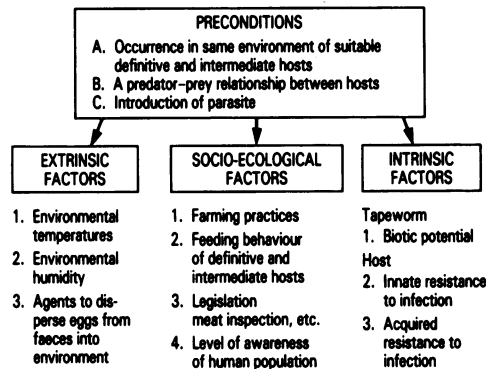 PRECONDITIONS
A. Occurrence in same environment of suitable
definitive and intermediate hosts
B. A predator–prey relationship between hosts
C. Introduction of parasite
EXTRINSIC
FACTORS
1. Environmental
temperatures
2. Environmental
humidity
3. Agents to dis-
perse eggs from
faeces into
environment
SOCIO-ECOLOGICAL
FACTORS
1. Farming practices
2. Feeding behaviour
of definitive and
intermediate hosts
3. Legislation
meat inspection, etc.
4. Level of awareness
of human population
INTRINSIC
FACTORS
Tapeworm
1. Biotic potential
Host
2. Innate resistance
to infection
3. Acquired
resistance to
infection